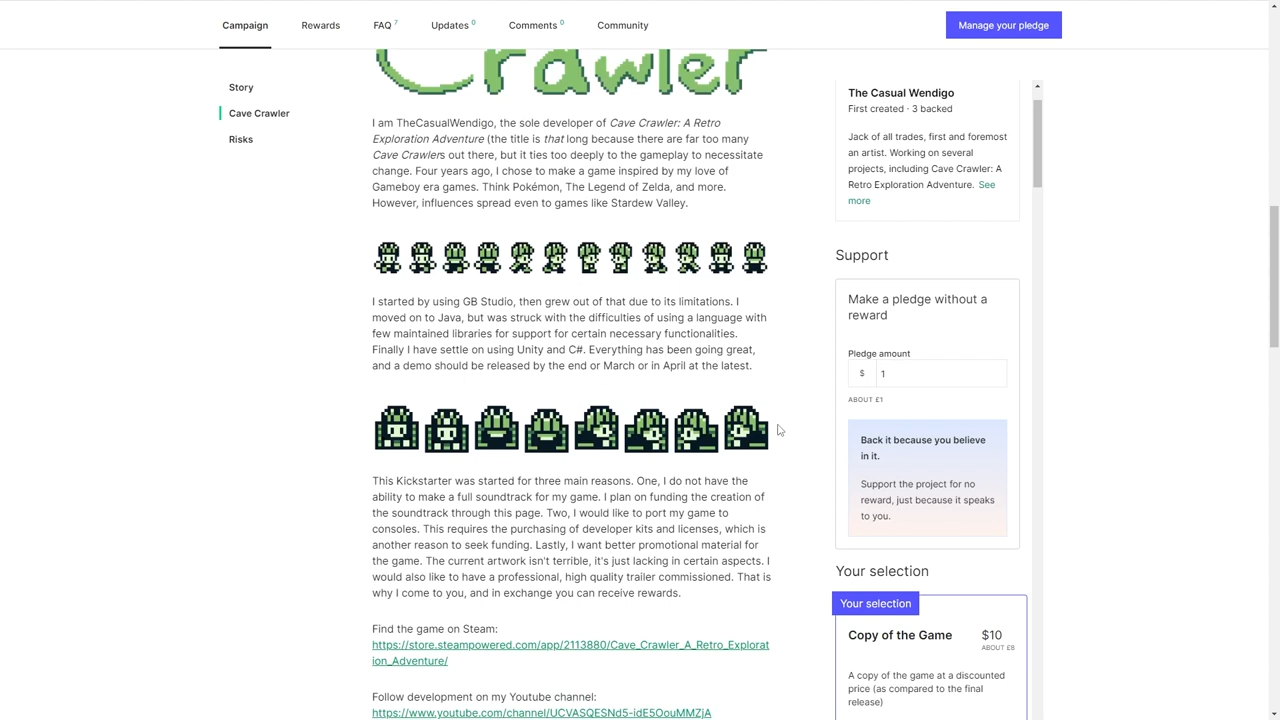 Campaign
Rewards
FAQ 7
Updates 0
Comments 0
Community
Manage your pledge
Story
Cave Crawler
Risks
Crawler
I am TheCasualWendigo, the sole developer of Cave Crawler: A Retro
Exploration Adventure (the title is that long because there are far too many
Cave Crawlers out there, but it ties too deeply to the gameplay to necessitate
change. Four years ago, I chose to make a game inspired by my love of
Gameboy era games. Think Pokémon, The Legend of Zelda, and more.
However, influences spread even to games like Stardew Valley.
I started by using GB Studio, then grew out of that due to its limitations. I
moved on to Java, but was struck with the difficulties of using a language with
few maintained libraries for support for certain necessary functionalities.
Finally I have settle on using Unity and C#. Everything has been going great,
and a demo should be released by the end or March or in April at the latest.
This Kickstarter was started for three main reasons. One, I do not have the
ability to make a full soundtrack for my game. I plan on funding the creation of
the soundtrack through this page. Two, I would like to port my game to
consoles. This requires the purchasing of developer kits and licenses, which is
another reason to seek funding. Lastly, I want better promotional material for
the game. The current artwork isn't terrible, it's just lacking in certain aspects. I
would also like to have a professional, high quality trailer commissioned. That is
why I come to you, and in exchange you can receive rewards.
Find the game on Steam:
https://store.steampowered.com/app/2113880/Cave_Crawler_A_Retro_Explorat
ion_Adventure/
Follow development on my Youtube channel:
https://www.youtube.com/channel/UCVASQESNd5-idE5OouMMZjA
The Casual Wendigo
First created · 3 backed
Jack of all trades, first and foremost
an artist. Working on several
projects, including Cave Crawler: A
Retro Exploration Adventure. See
more
Support
Make a pledge without a
reward
Pledge amount
$ 1
ABOUT £1
Back it because you believe
in it.
Support the project for no
reward, just because it speaks
to you.
Your selection
Your selection
Copy of the Game $10
ABOUT £8
A copy of the game at a discounted
price (as compared to the final
release)